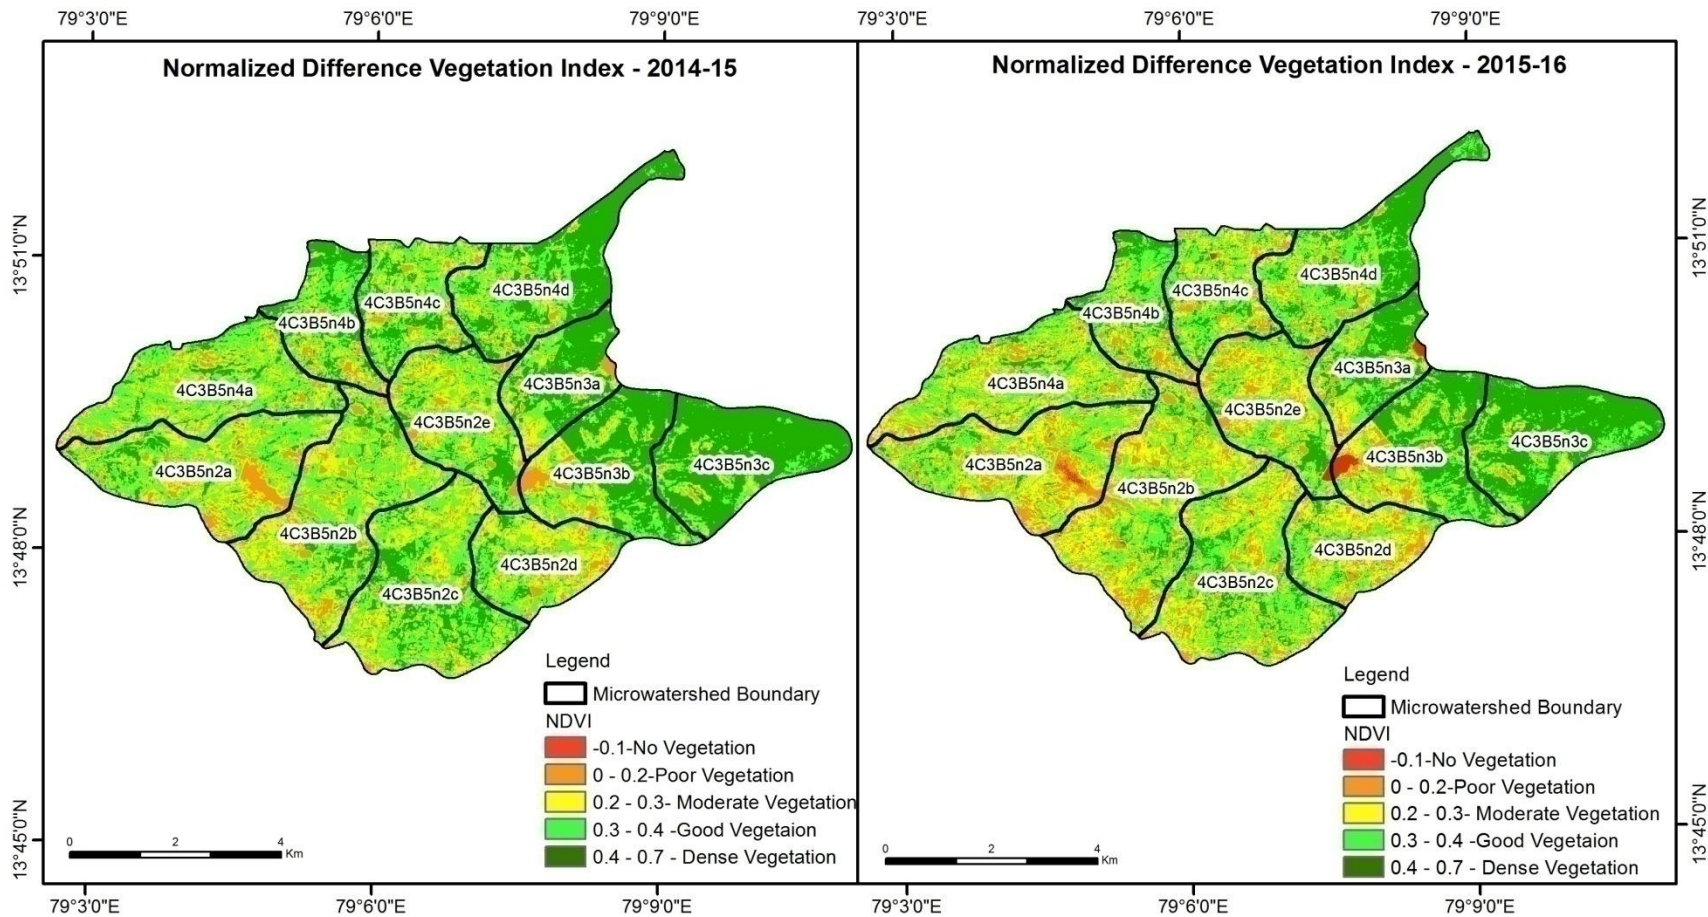 79°3'0"E 79°6'0"E 79°9'0"E 79°3'0"E 79°6'0"E 79°9'0"E
Normalized Difference Vegetation Index - 2014-15
13°51'0"N
13°48'0"N
13°45'0"N
4C3B5n4d
4C3B5n4c
4C3B5n4b
4C3B5n3a
4C3B5n4a
4C3B5n2e
4C3B5n3c
4C3B5n2a
4C3B5n3b
4C3B5n2b
4C3B5n2d
4C3B5n2c
Legend
Microwatershed Boundary
NDVI
-0.1-No Vegetation
0 - 0.2-Poor Vegetation
0.2 - 0.3- Moderate Vegetation
0.3 - 0.4 -Good Vegetaion
0.4 - 0.7 - Dense Vegetation
0 2 4
Km
Normalized Difference Vegetation Index - 2015-16
4C3B5n4d
4C3B5n4c
4C3B5n4b
4C3B5n3a
4C3B5n4a
4C3B5n2e
4C3B5n3c
4C3B5n3b
4C3B5n2a
4C3B5n2b
4C3B5n2d
4C3B5n2c
Legend
Microwatershed Boundary
NDVI
-0.1-No Vegetation
0 - 0.2-Poor Vegetation
0.2 - 0.3- Moderate Vegetation
0.3 - 0.4 -Good Vegetaion
0.4 - 0.7 - Dense Vegetation
0 2 4
Km
13°51'0"N
13°48'0"N
13°45'0"N
79°3'0"E 79°6'0"E 79°9'0"E 79°3'0"E 79°6'0"E 79°9'0"E